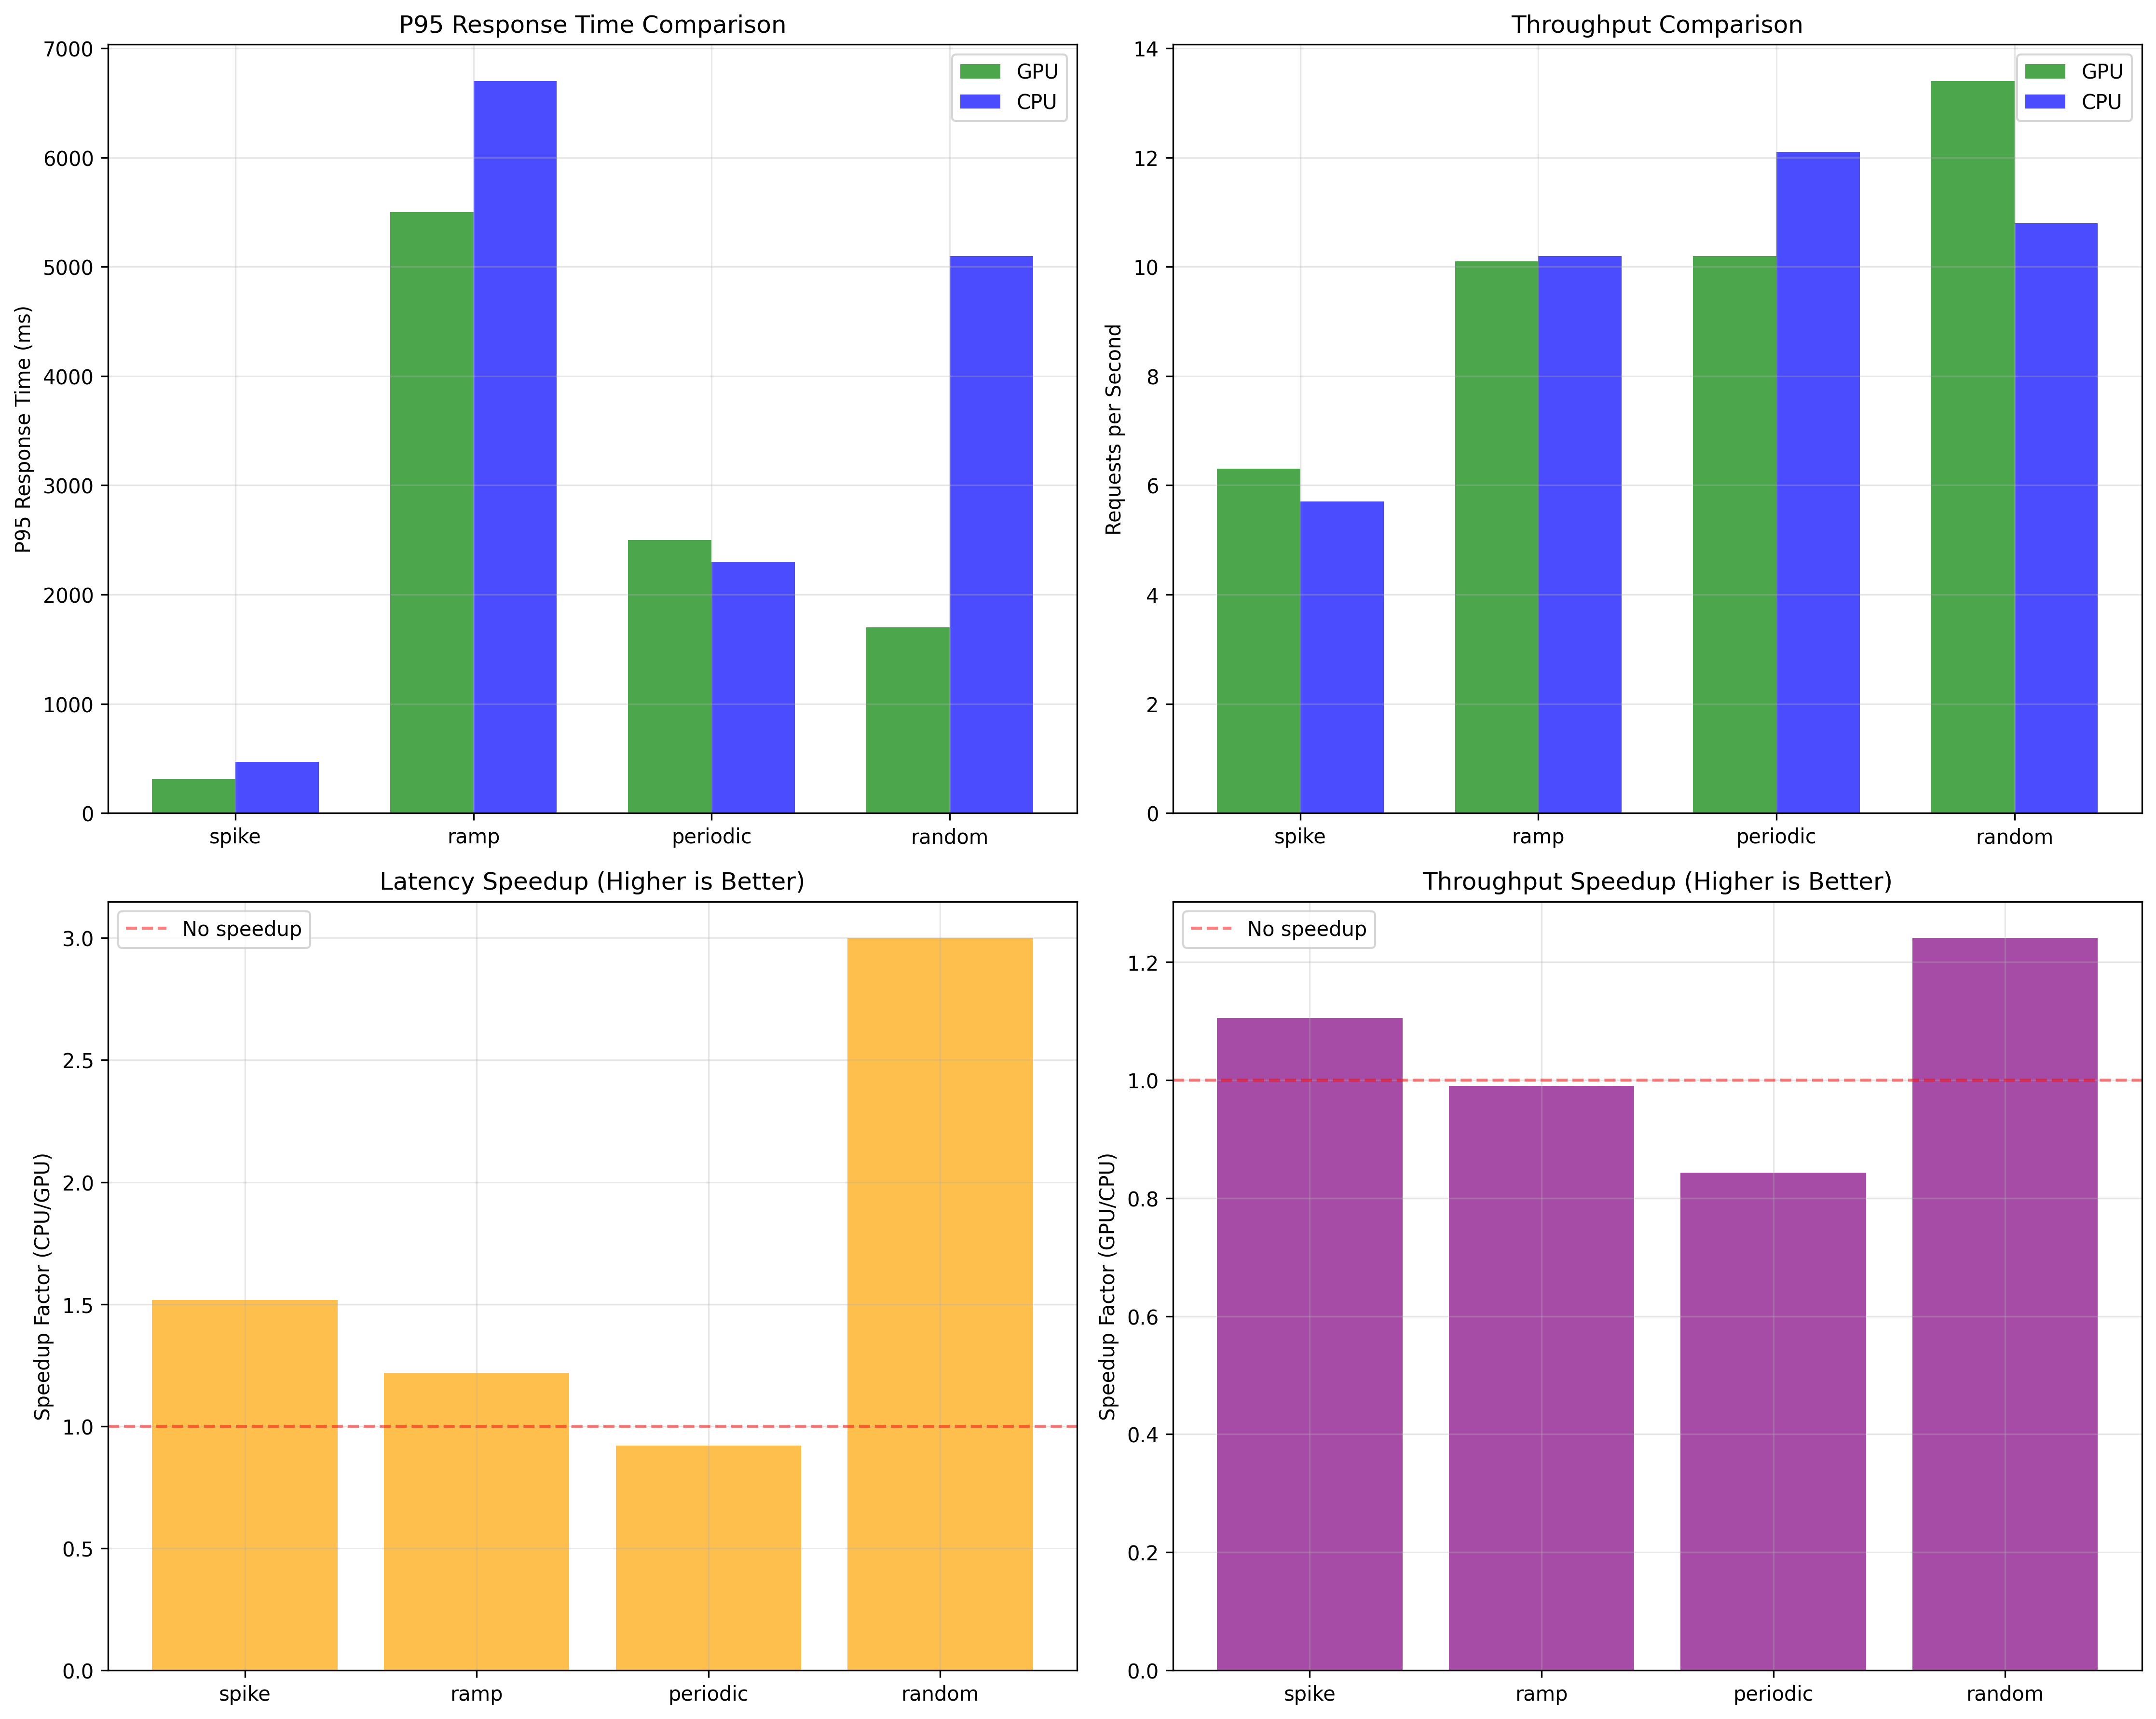 P95 Response Time Comparison
P95 Response Time (ms)
7000
6000
5000
4000
3000
2000
1000
0
GPU
CPU
spike ramp periodic random
Throughput Comparison
Requests per Second
14
12
10
8
6
4
2
0
GPU
CPU
spike ramp periodic random
Latency Speedup (Higher is Better)
Speedup Factor (CPU/GPU)
3.0
2.5
2.0
1.5
1.0
0.5
0.0
No speedup
spike ramp periodic random
Throughput Speedup (Higher is Better)
Speedup Factor (GPU/CPU)
1.2
1.0
0.8
0.6
0.4
0.2
0.0
No speedup
spike ramp periodic random